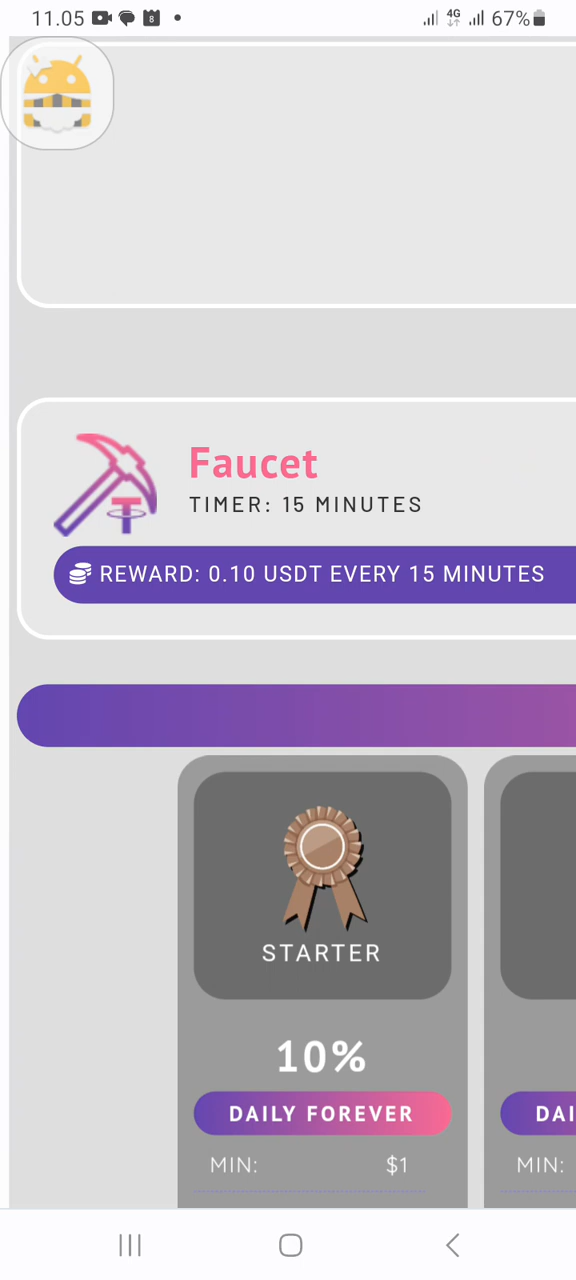 11.05 8 4G 67%
Faucet
TIMER: 15 MINUTES
REWARD: 0.10 USDT EVERY 15 MINUTES
STARTER
10%
DAILY FOREVER DAI
MIN: $1 MIN: